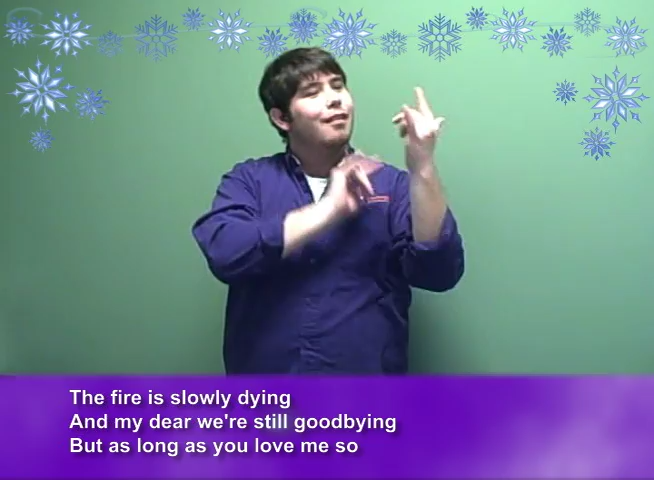 The fire is slowly dying
And my dear we're still goodbying
But as long as you love me so